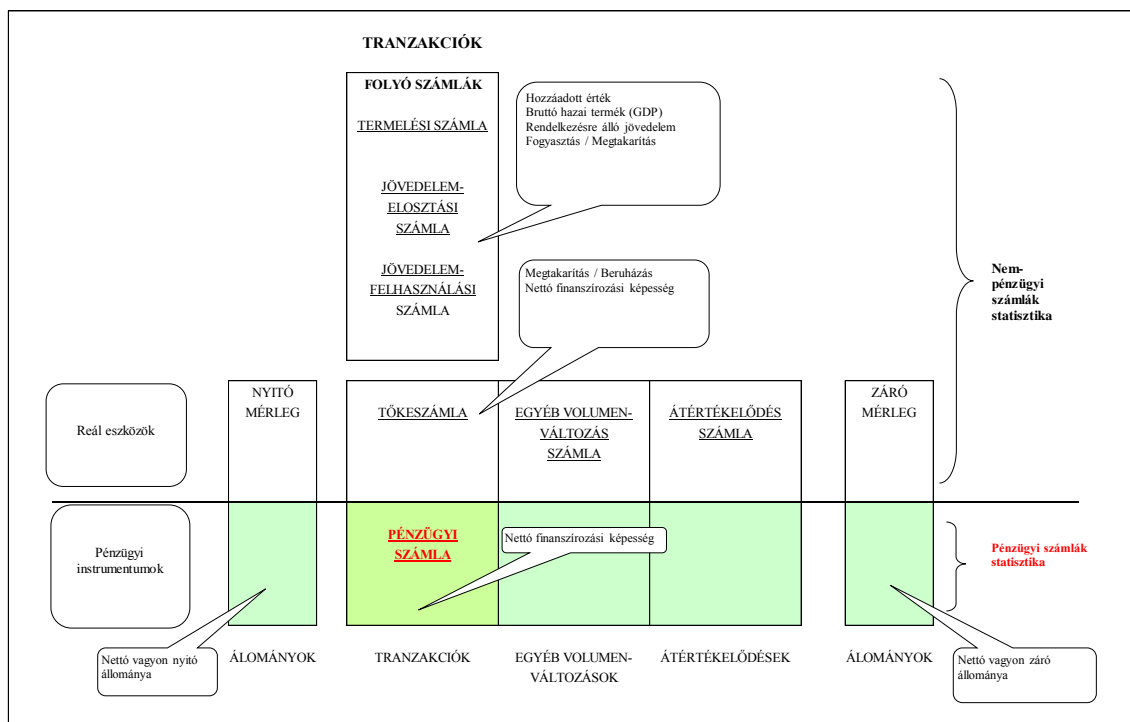 TRANZAKCIÓK
FOLYÓ SZÁMLÁK
TERMELÉSI SZÁMLA
JÖVEDELEM-
ELOSZTÁSI
SZÁMLA
JÖVEDELEM-
FELHASZNÁLÁSI
SZÁMLA
Hozzáadott érték
Bruttó hazai termék (GDP)
Rendelkezésre álló jövedelem
Fogyasztás / Megtakarítás
Megtakarítás / Beruházás
Nettó finanszírozási képesség
Nem-
pénzügyi
számlák
statisztika
Reál eszközök
NYITÓ
MÉRLEG
TŐKESZÁMLA
EGYÉB VOLUMEN-
VÁLTOZÁS
SZÁMLA
ÁTÉRTÉKELŐDÉS
SZÁMLA
ZÁRÓ
MÉRLEG
Pénzügyi
instrumentumok
PÉNZÜGYI
SZÁMLA
Nettó finanszírozási képesség
Pénzügyi számlák
statisztika
Nettó vagyon nyitó
állománya
ÁLOMÁNYOK
TRANZAKCIÓK
EGYÉB VOLUMEN-
VÁLTOZÁSOK
ÁTÉRTÉKELŐDÉSEK
ÁLOMÁNYOK
Nettó vagyon záró
állománya